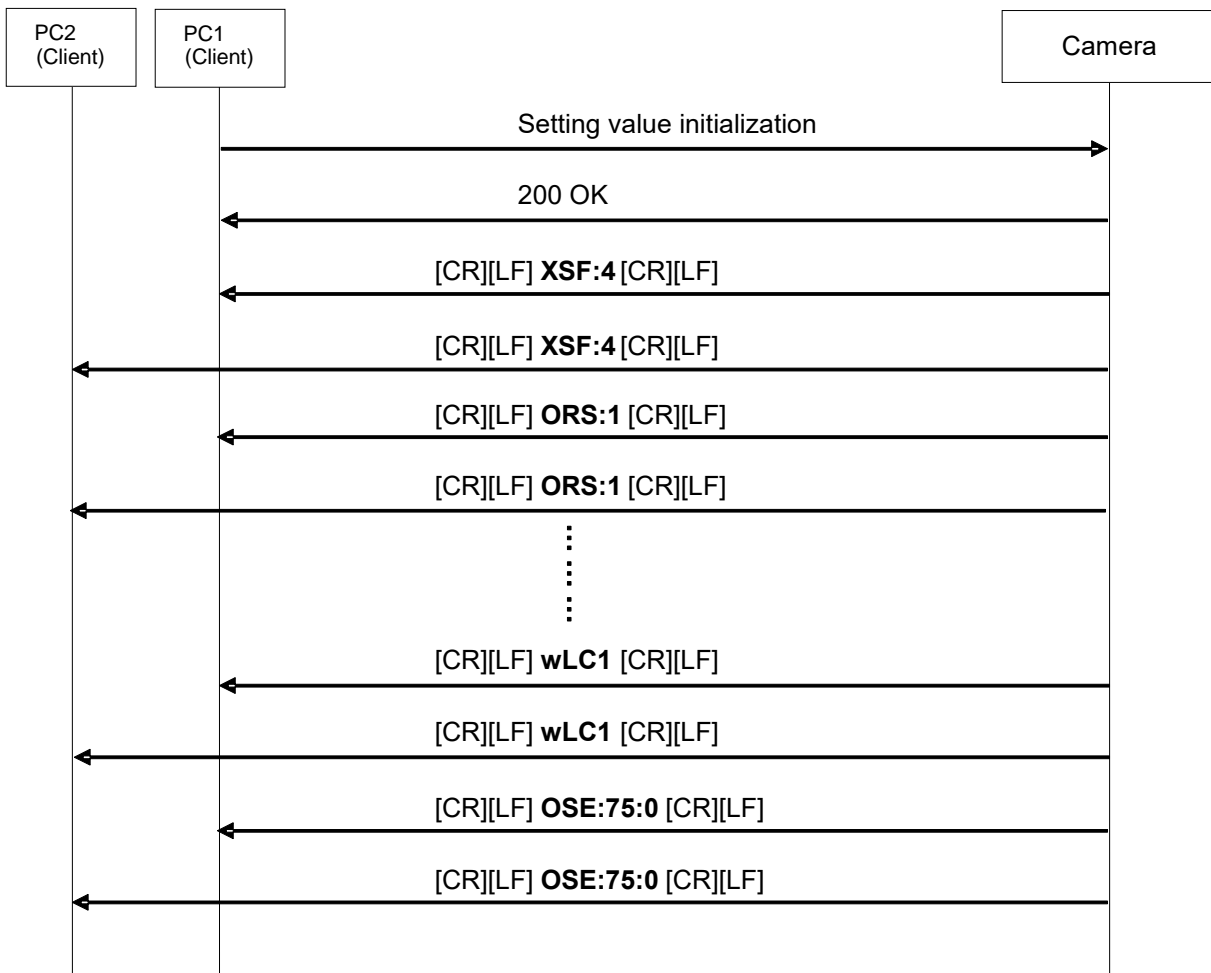 PC2
(Client)
PC1
(Client)
Camera
Setting value initialization
200 OK
[CR][LF] XSF:4 [CR][LF]
[CR][LF] XSF:4 [CR][LF]
[CR][LF] ORS:1 [CR][LF]
[CR][LF] ORS:1 [CR][LF]
[CR][LF] wLC1 [CR][LF]
[CR][LF] wLC1 [CR][LF]
[CR][LF] OSE:75:0 [CR][LF]
[CR][LF] OSE:75:0 [CR][LF]